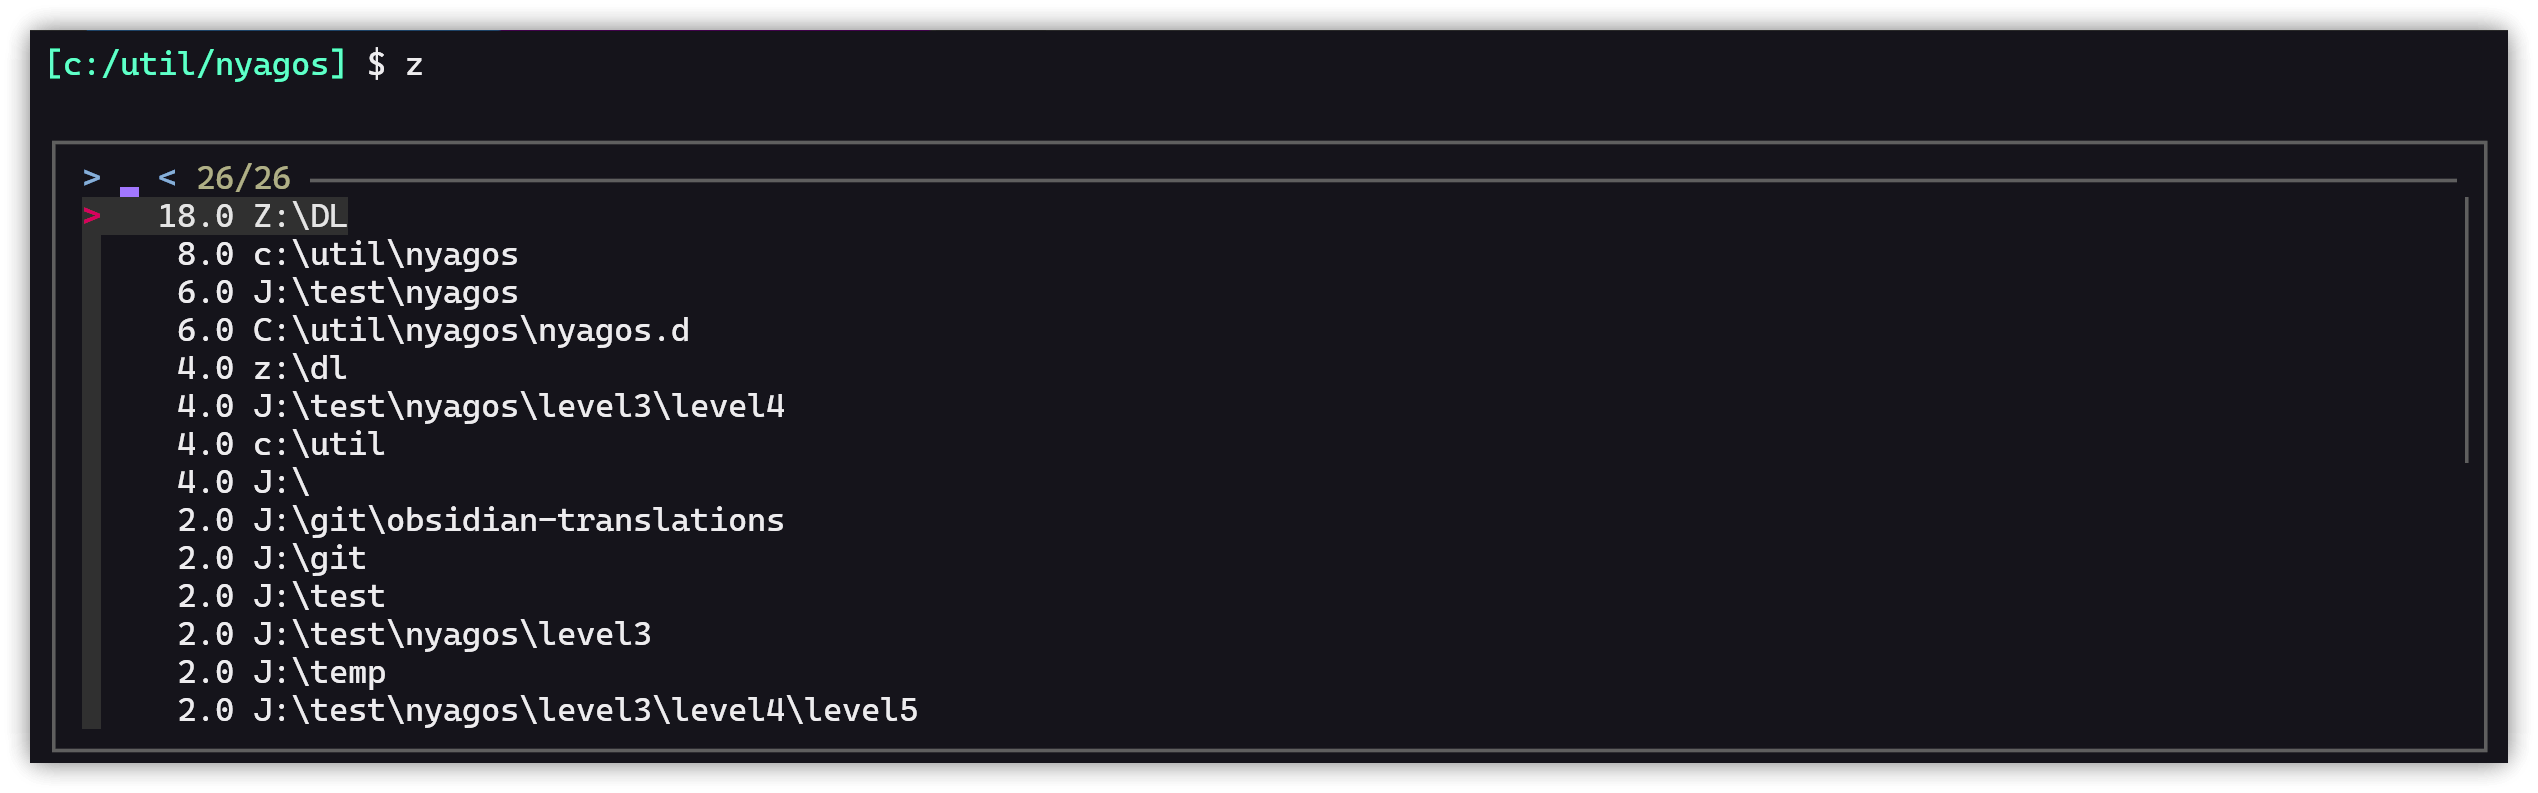 [c:/util/nyagos] $ z
> _ < 26/26
> 18.0 Z:\DL
8.0 c:\util\nyagos
6.0 J:\test\nyagos
6.0 C:\util\nyagos\nyagos.d
4.0 z:\dl
4.0 J:\test\nyagos\level3\level4
4.0 c:\util
4.0 J:\
2.0 J:\git\obsidian-translations
2.0 J:\git
2.0 J:\test
2.0 J:\test\nyagos\level3
2.0 J:\temp
2.0 J:\test\nyagos\level3\level4\level5